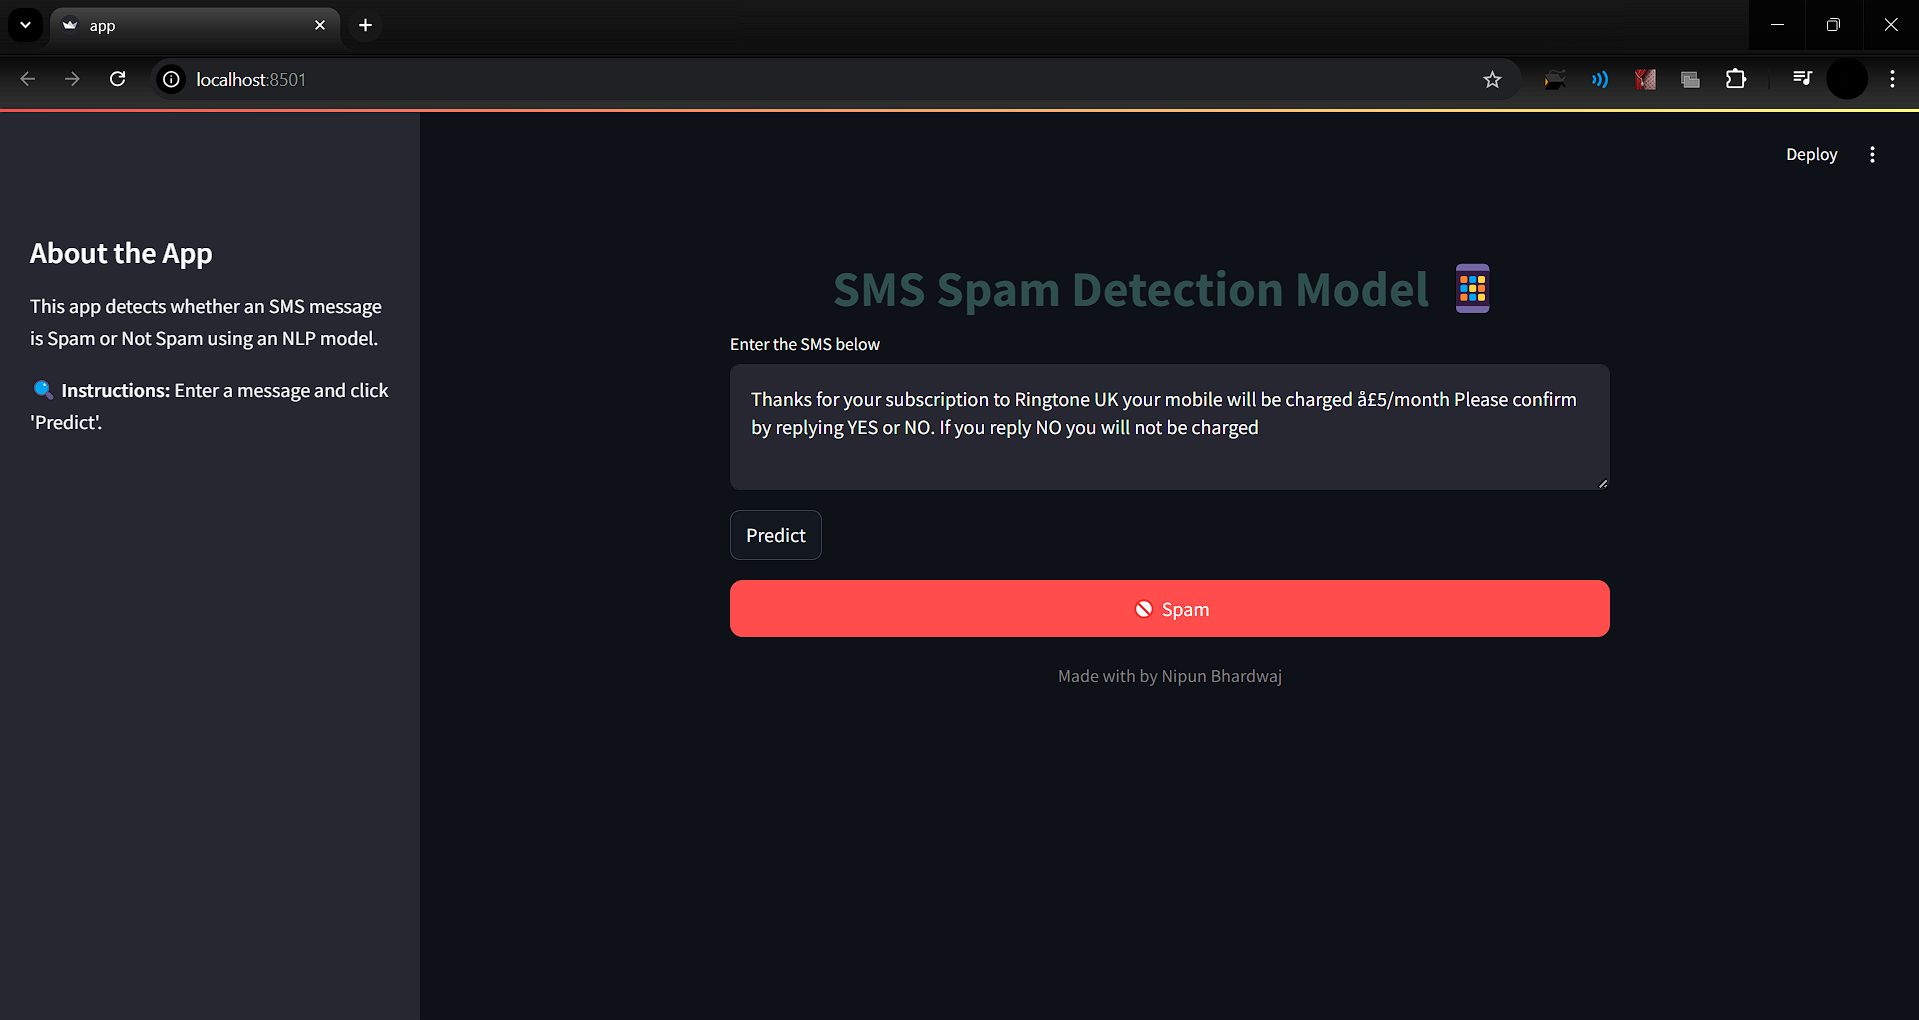 app
localhost:8501
Deploy
About the App
This app detects whether an SMS message
is Spam or Not Spam using an NLP model.
🔍 Instructions: Enter a message and click
'Predict'.
SMS Spam Detection Model 📱
Enter the SMS below
Thanks for your subscription to Ringtone UK your mobile will be charged å£5/month Please confirm
by replying YES or NO. If you reply NO you will not be charged
Predict
🚫 Spam
Made with by Nipun Bhardwaj